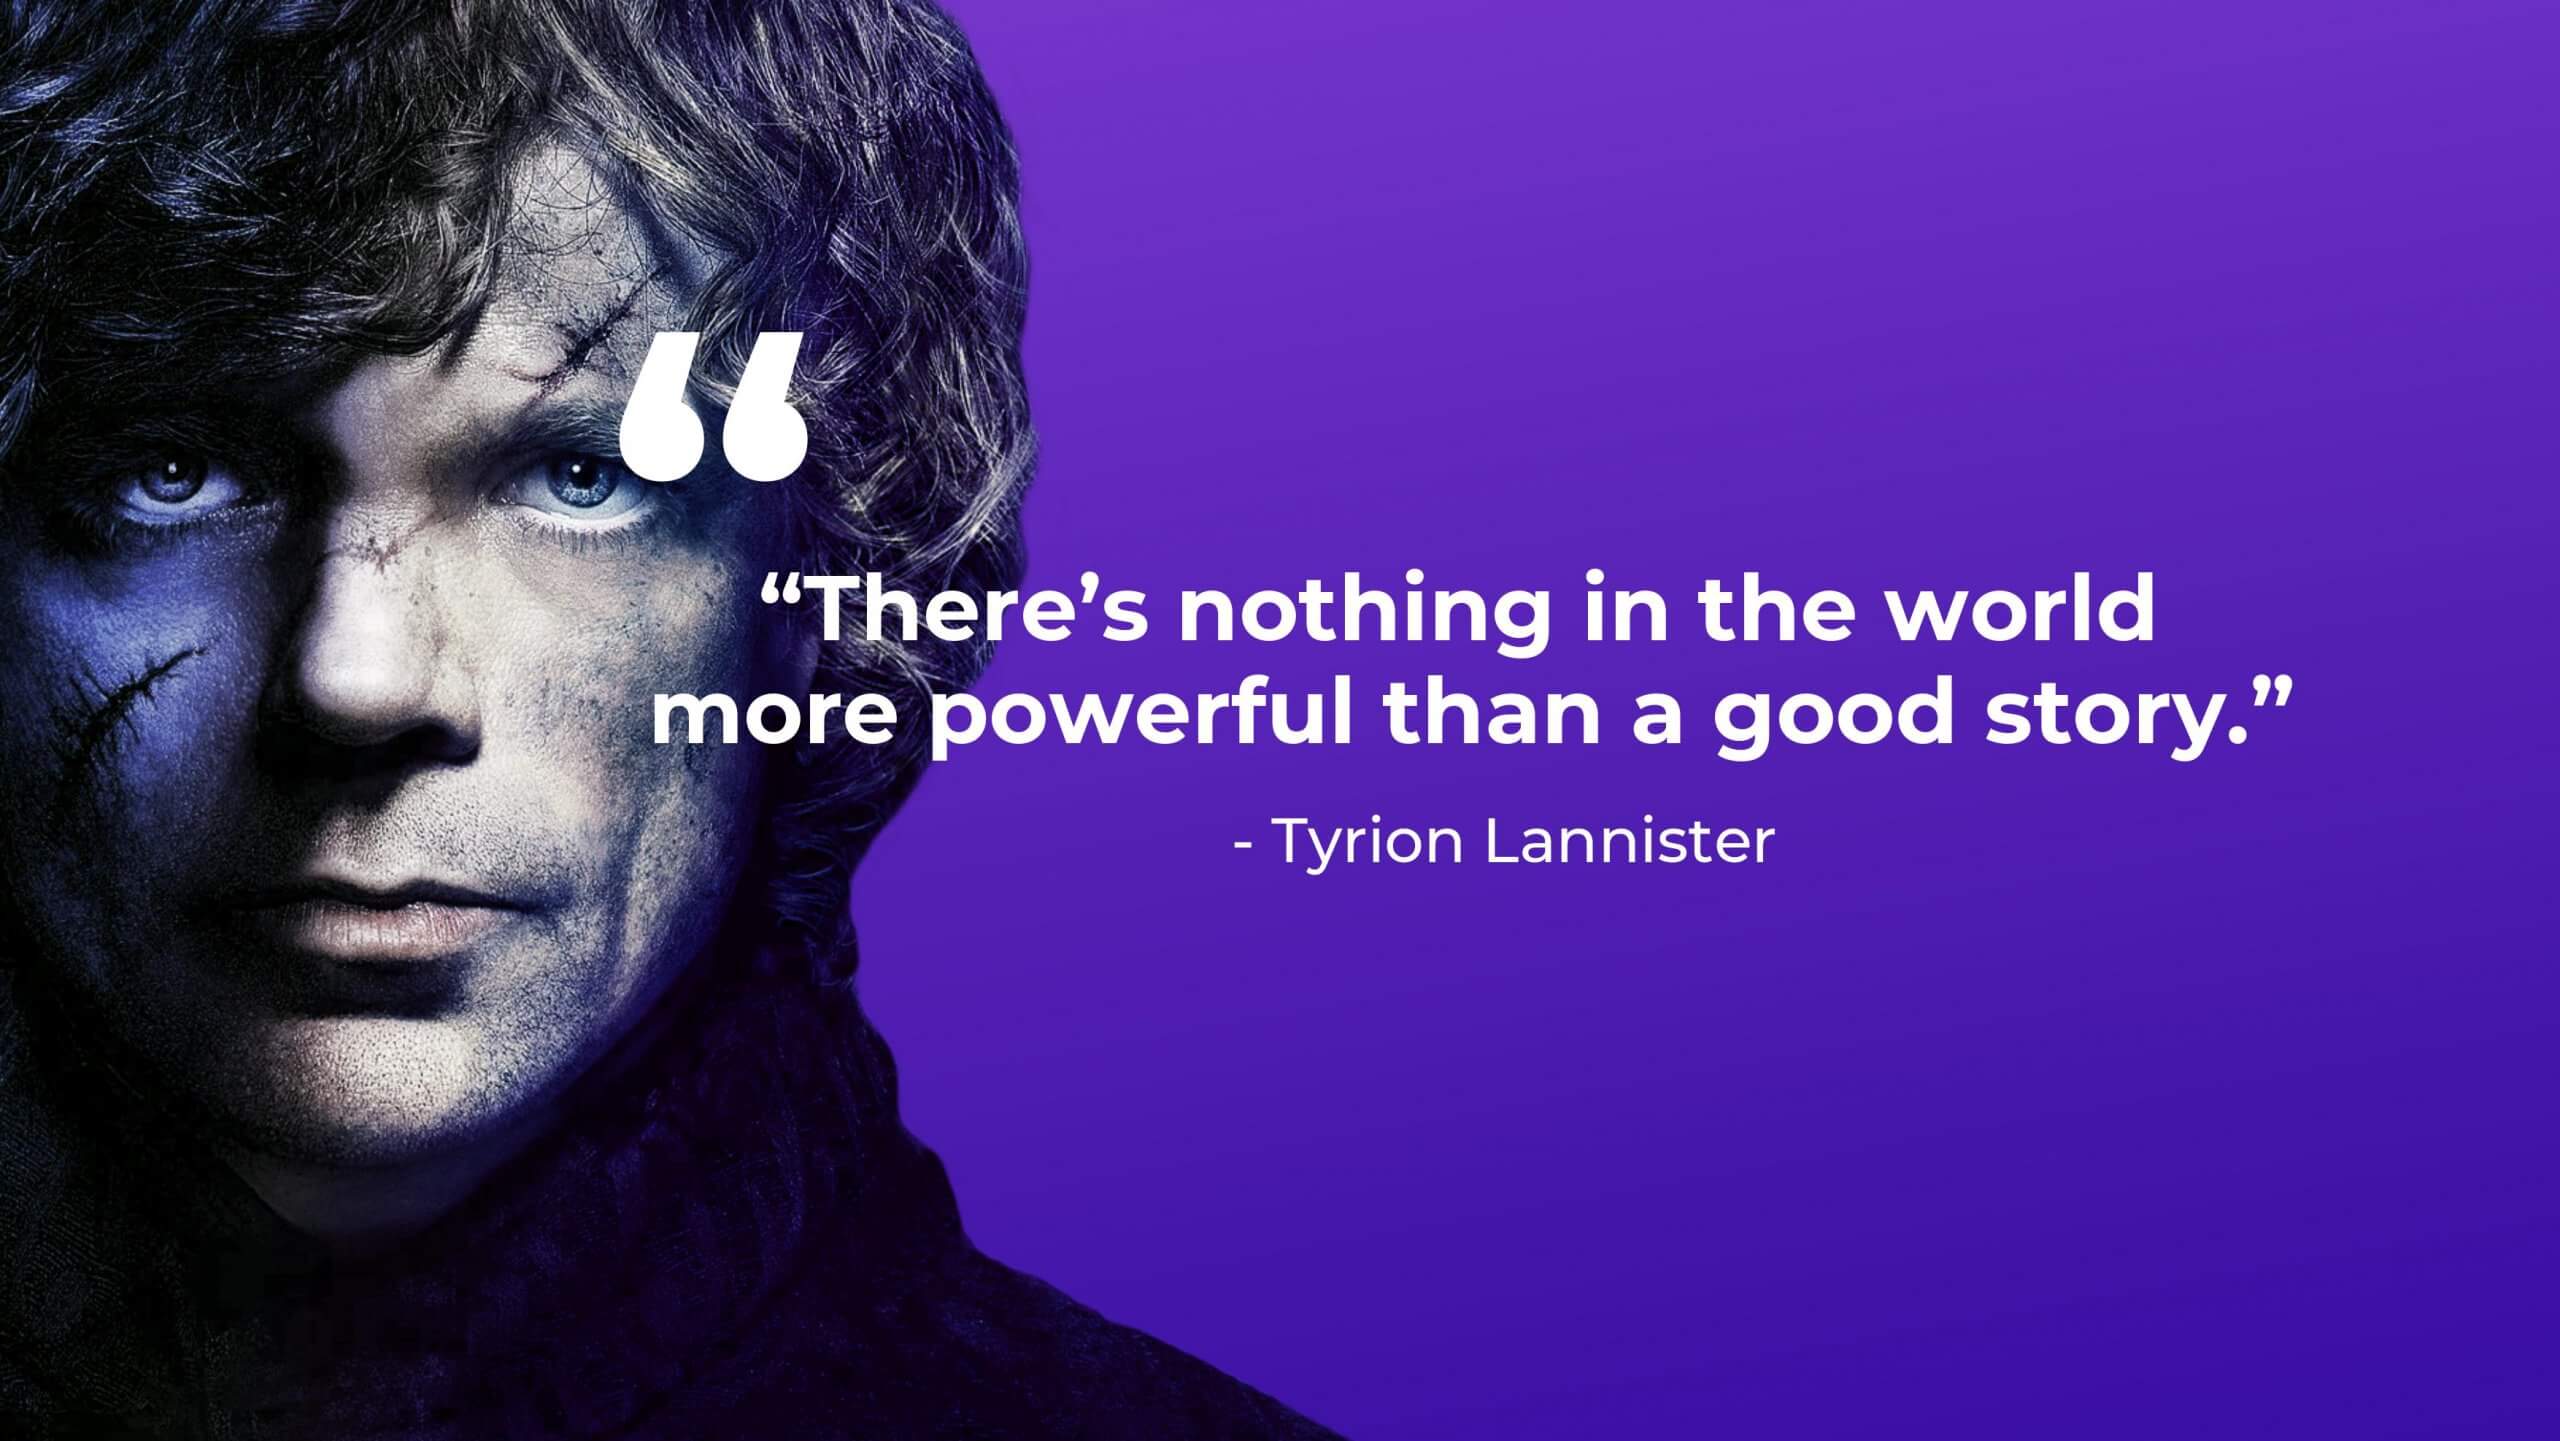 “
“There’s nothing in the world
more powerful than a good story.”
- Tyrion Lannister